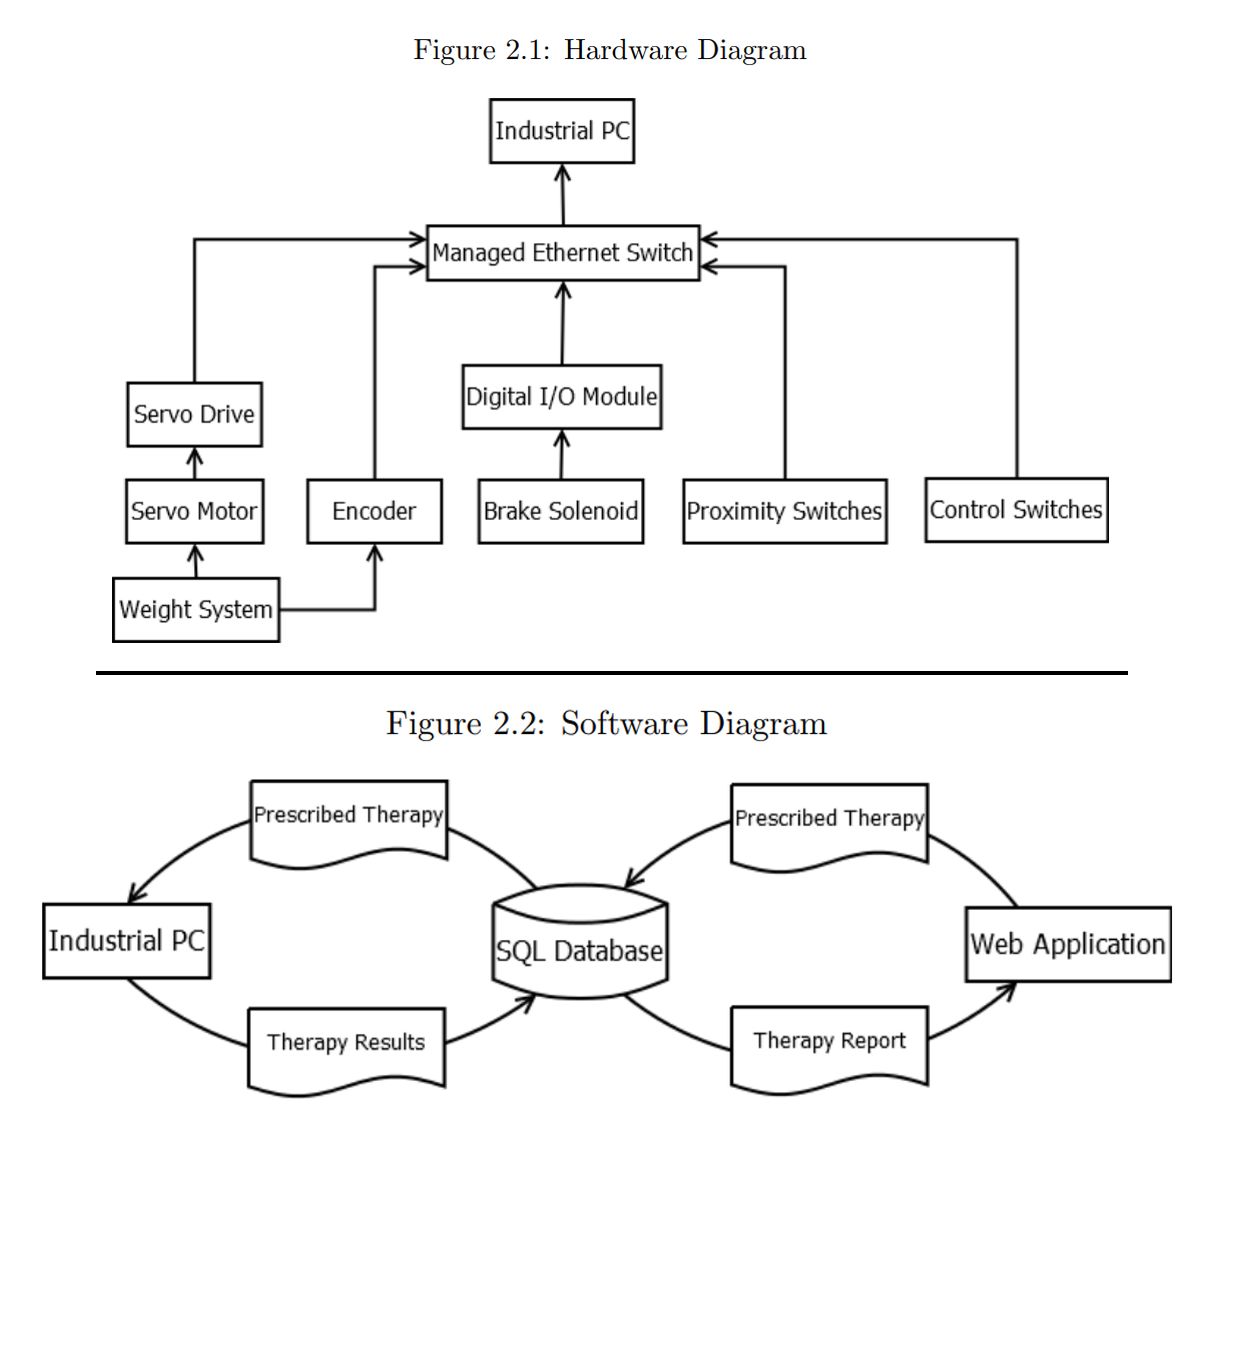 Figure 2.1: Hardware Diagram
Industrial PC
Managed Ethernet Switch
Digital I/O Module
Servo Drive
Servo Motor
Encoder
Brake Solenoid
Proximity Switches
Control Switches
Weight System
Figure 2.2: Software Diagram
Prescribed Therapy
Prescribed Therapy
Industrial PC
SQL Database
Web Application
Therapy Results
Therapy Report